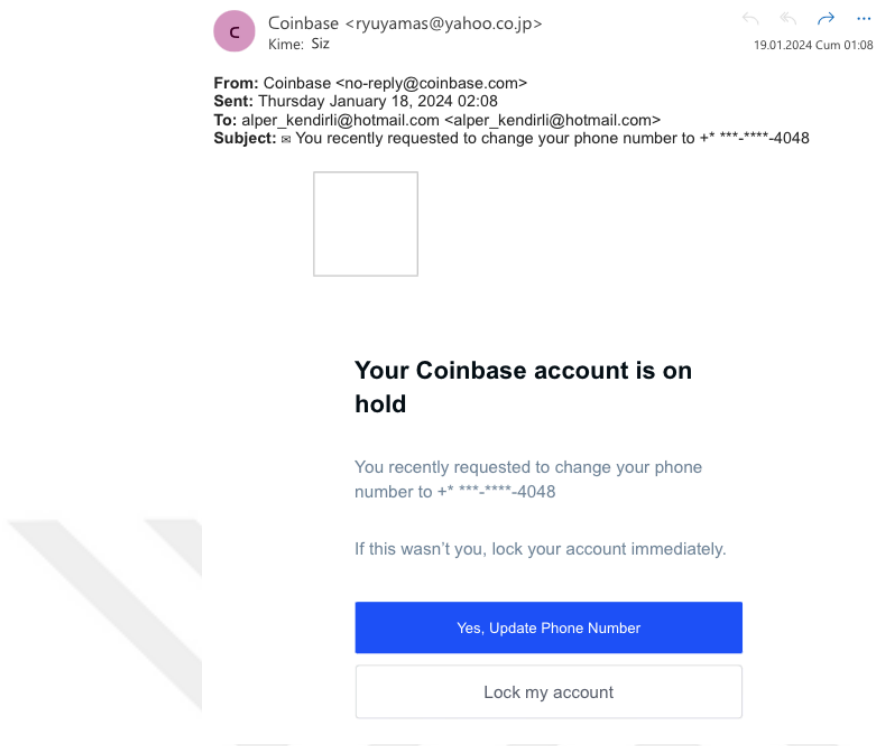 C
Coinbase <ryuyamas@yahoo.co.jp>
Kime: Siz
19.01.2024 Cum 01:08
From: Coinbase <no-reply@coinbase.com>
Sent: Thursday January 18, 2024 02:08
To: alper_kendirli@hotmail.com <alper_kendirli@hotmail.com>
Subject: ✉ You recently requested to change your phone number to +* ***-****-4048
Your Coinbase account is on
hold
You recently requested to change your phone
number to +* ***-****-4048
If this wasn’t you, lock your account immediately.
Yes, Update Phone Number
Lock my account